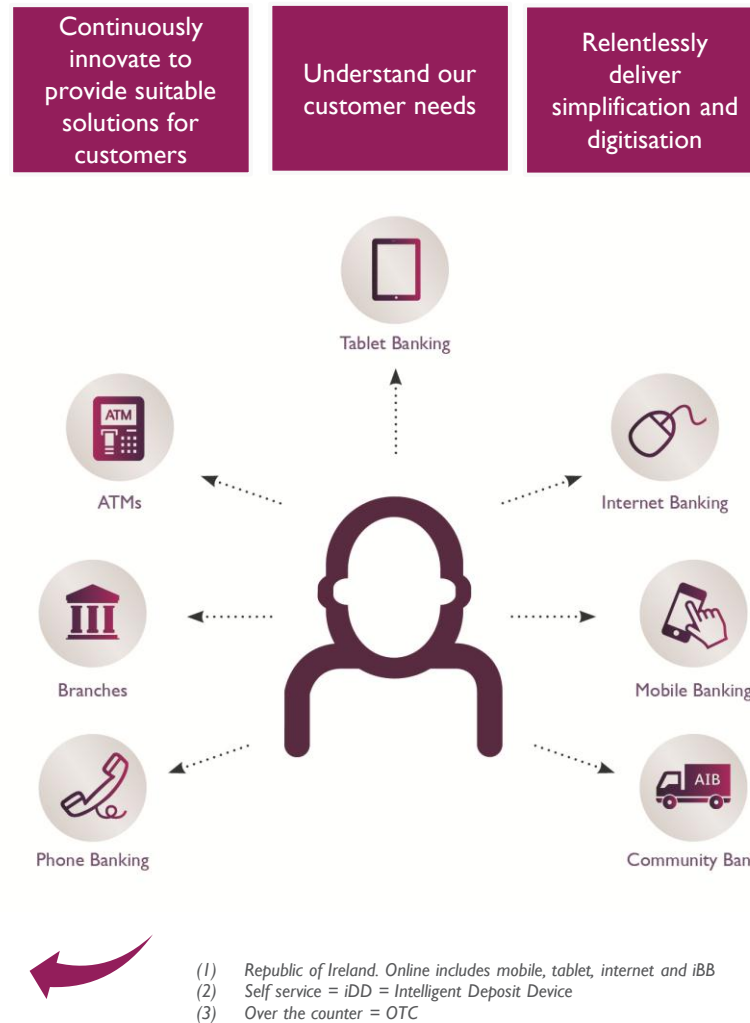 Continuously
innovate to
provide suitable
solutions for
customers
Understand our
customer needs
Relentlessly
deliver
simplification and
digitisation
Tablet Banking
ATM
ATMs
Internet Banking
Branches
Mobile Banking
Phone Banking
AIB
Community Ban
(1) Republic of Ireland. Online includes mobile, tablet, internet and iBB
(2) Self service = iDD = Intelligent Deposit Device
(3) Over the counter = OTC